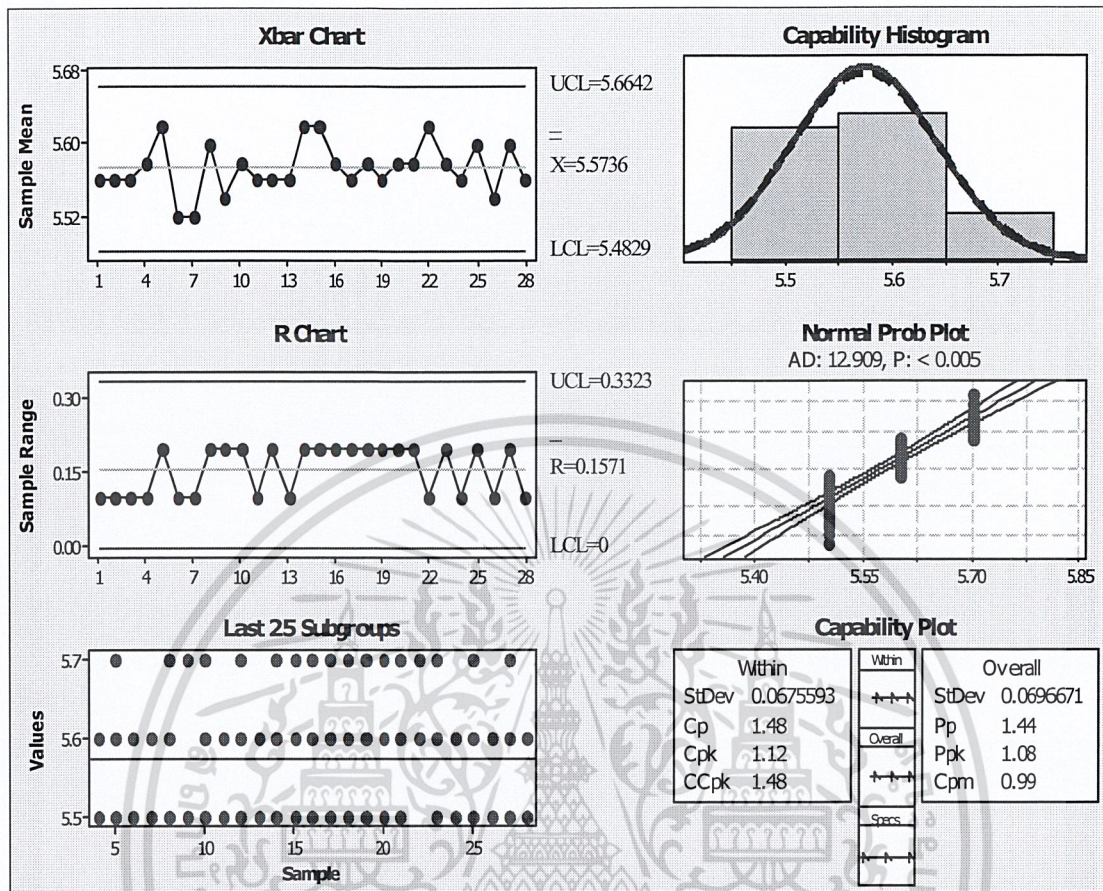 Xbar Chart
Sample Mean
5.68
5.60
5.52
1 4 7 10 13 16 19 22 25 28
UCL=5.6642
X=5.5736
LCL=5.4829
Capability Histogram
5.5 5.6 5.7
R Chart
Sample Range
0.30
0.15
0.00
1 4 7 10 13 16 19 22 25 28
UCL=0.3323
R=0.1571
LCL=0
Normal Prob Plot
AD: 12.909, P: < 0.005
5.40 5.55 5.70 5.85
Last 25 Subgroups
Values
5.7
5.6
5.5
5 10 15 20 25
Sample
Capability Plot
Within
StDev 0.0675593
Cp 1.48
Cpk 1.12
CCpk 1.48
Within
Overall
Specs
Overall
StDev 0.0696671
Pp 1.44
Ppk 1.08
Cpm 0.99